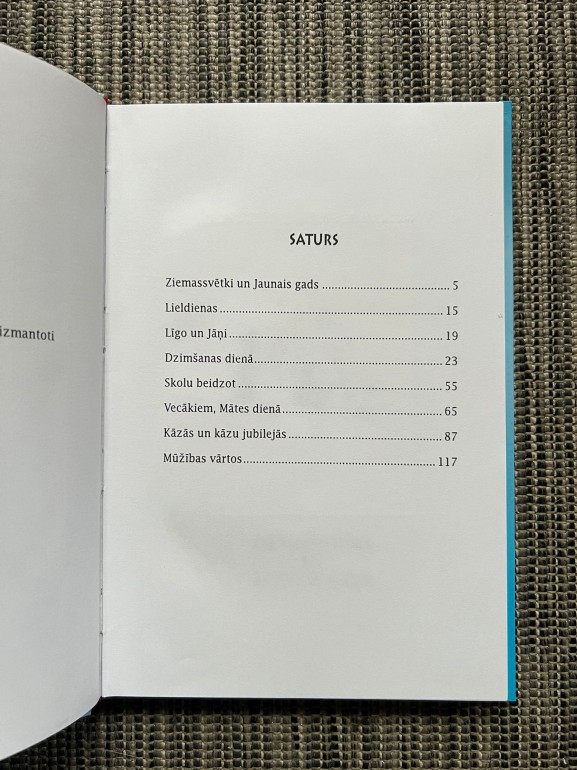 izmantoti
SATURS
Ziemassvētki un Jaunais gads .................................... 5
Lieldienas ................................................................ 15
Līgo un Jāņi ............................................................. 19
Dzimšanas dienā ...................................................... 23
Skolu beidzot ........................................................... 55
Vecākiem, Mātes dienā ............................................. 65
Kāzās un kāzu jubilejās ............................................ 87
Mūžības vārtos ....................................................... 117